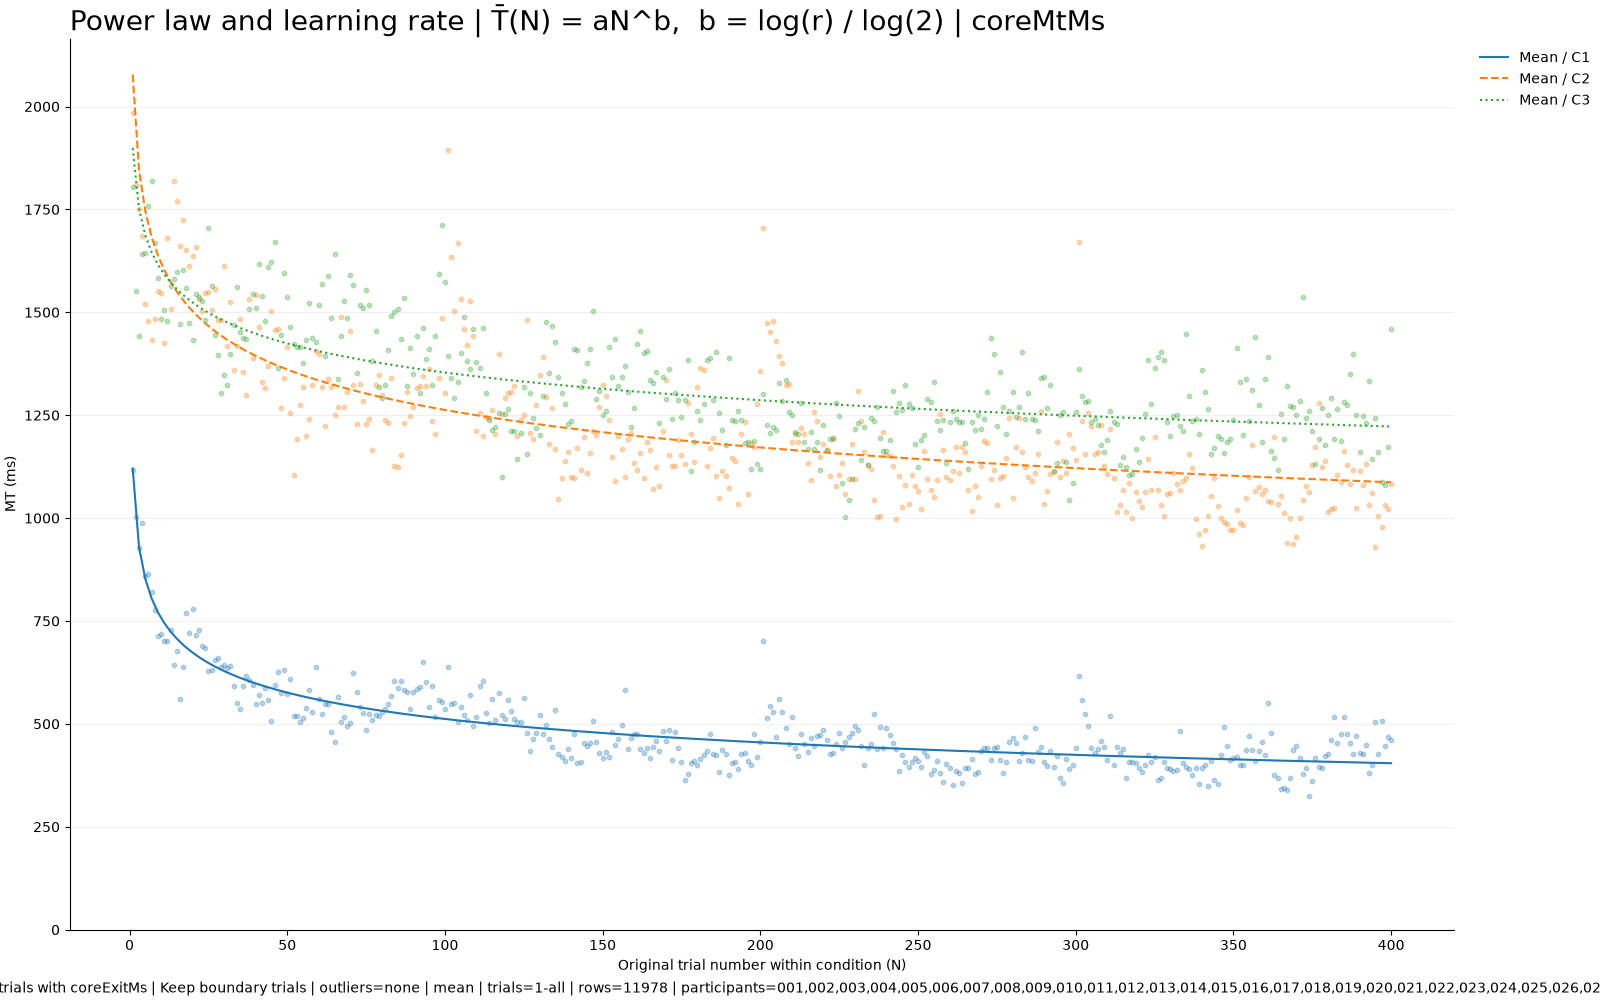 Power law and learning rate | T̄(N) = aN^b,  b = log(r) / log(2) | coreMtMs
Mean / C1
Mean / C2
Mean / C3
MT (ms)
2000
1750
1500
1250
1000
750
500
250
0
0 50 100 150 200 250 300 350 400
Original trial number within condition (N)
trials with coreExitMs | Keep boundary trials | outliers=none | mean | trials=1-all | rows=11978 | participants=001,002,003,004,005,006,007,008,009,010,011,012,013,014,015,016,017,018,019,020,021,022,023,024,025,026,02